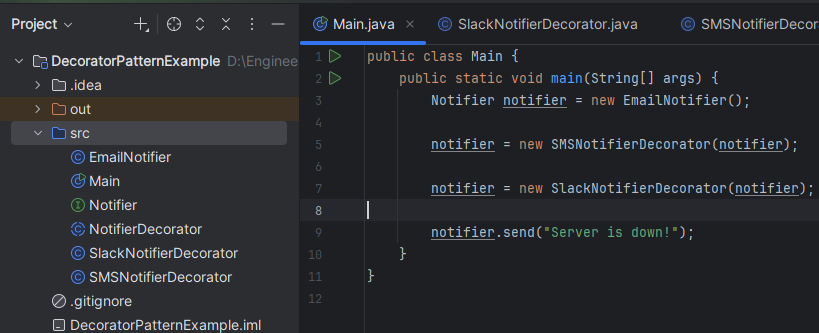 Project
Main.java
SlackNotifierDecorator.java
SMSNotifierDecor
DecoratorPatternExample D:\Enginee
.idea
out
src
EmailNotifier
Main
Notifier
NotifierDecorator
SlackNotifierDecorator
SMSNotifierDecorator
.gitignore
DecoratorPatternExample.iml
1 public class Main {
2 public static void main(String[] args) {
3 Notifier notifier = new EmailNotifier();
4
5 notifier = new SMSNotifierDecorator(notifier);
6
7 notifier = new SlackNotifierDecorator(notifier);
8
9 notifier.send("Server is down!");
10 }
11 }
12